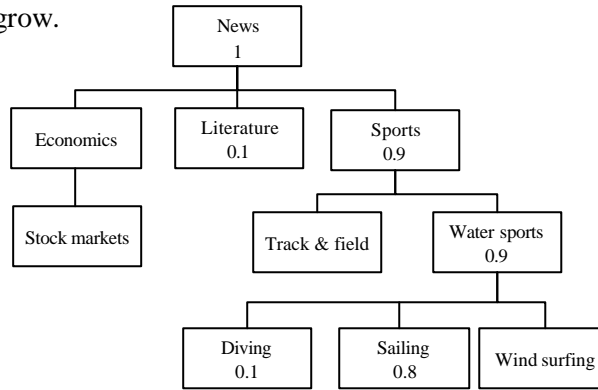 grow.
News
1
Economics
Literature
0.1
Sports
0.9
Stock markets
Track & field
Water sports
0.9
Diving
0.1
Sailing
0.8
Wind surfing